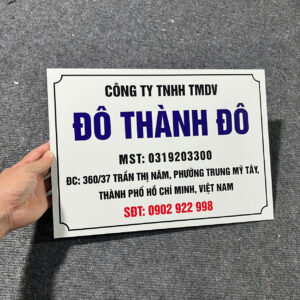 CÔNG TY TNHH TMDV
ĐÔ THÀNH ĐÔ
MST: 0319203300
ĐC: 360/37 TRẦN THỊ NĂM, PHƯỜNG TRUNG MỸ TÂY,
THÀNH PHỐ HỒ CHÍ MINH, VIỆT NAM
SĐT: 0902 922 998